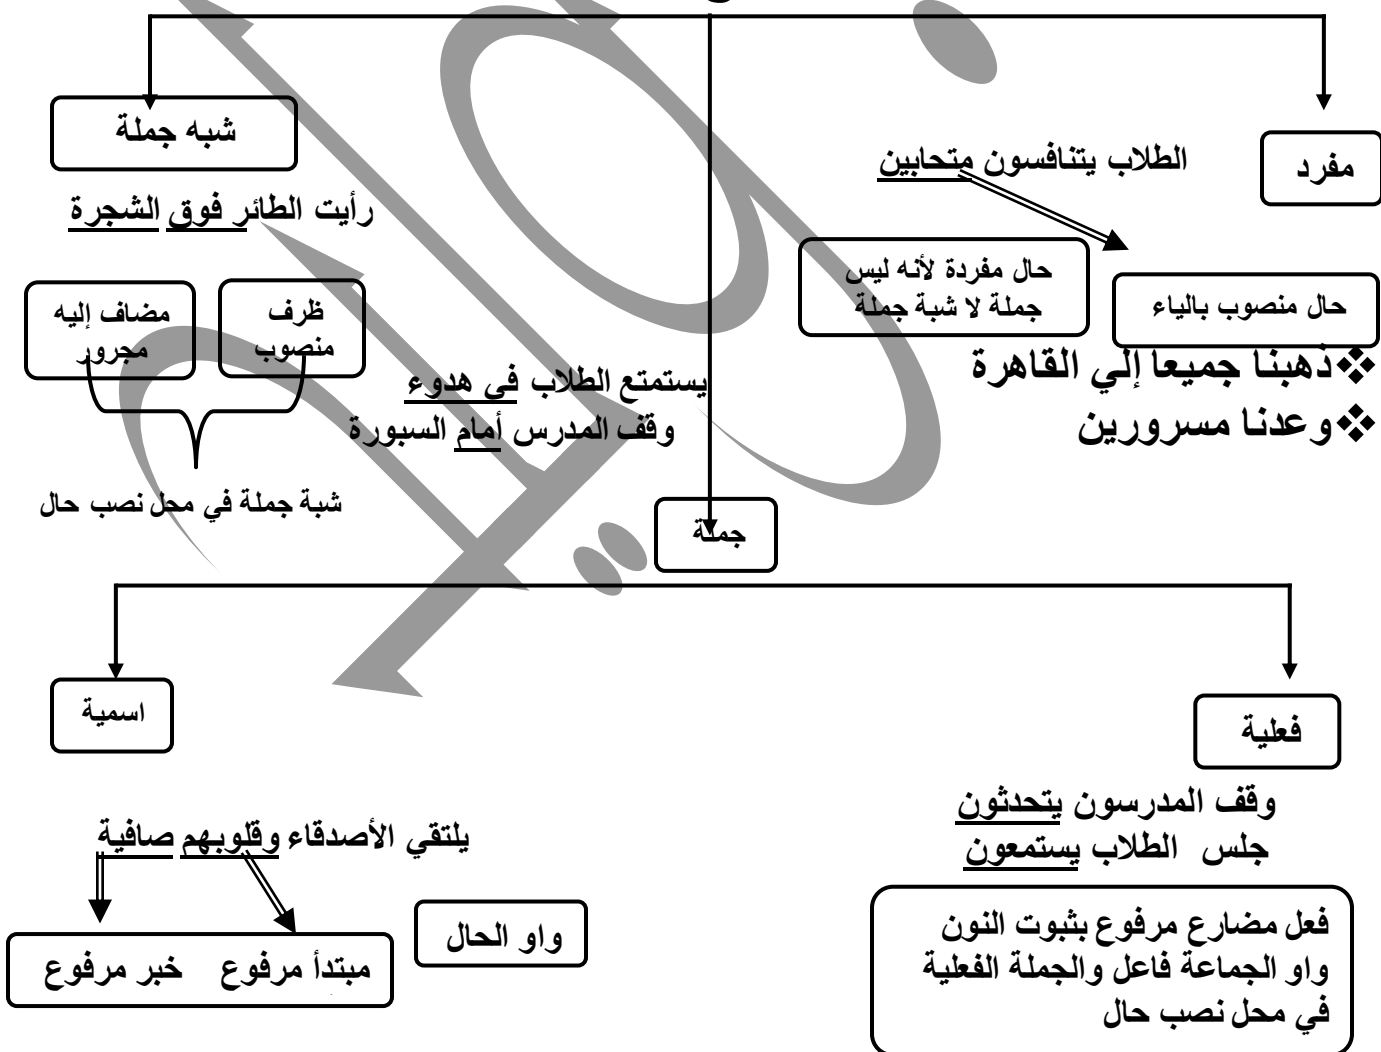 مفرد
الطلاب يتنافسون متحابين
حال منصوب بالياء
حال مفردة لأنه ليس
جملة لا شبة جملة
❖ذهبنا جميعا إلي القاهرة
❖وعدنا مسرورين
شبه جملة
رأيت الطائر فوق الشجرة
ظرف
منصوب
مضاف إليه
مجرور
شبة جملة في محل نصب حال
يستمتع الطلاب في هدوء
وقف المدرس أمام السبورة
جملة
فعلية
وقف المدرسون يتحدثون
جلس الطلاب يستمعون
فعل مضارع مرفوع بثبوت النون
واو الجماعة فاعل والجملة الفعلية
في محل نصب حال
اسمية
يلتقي الأصدقاء وقلوبهم صافية
واو الحال
مبتدأ مرفوع خبر مرفوع